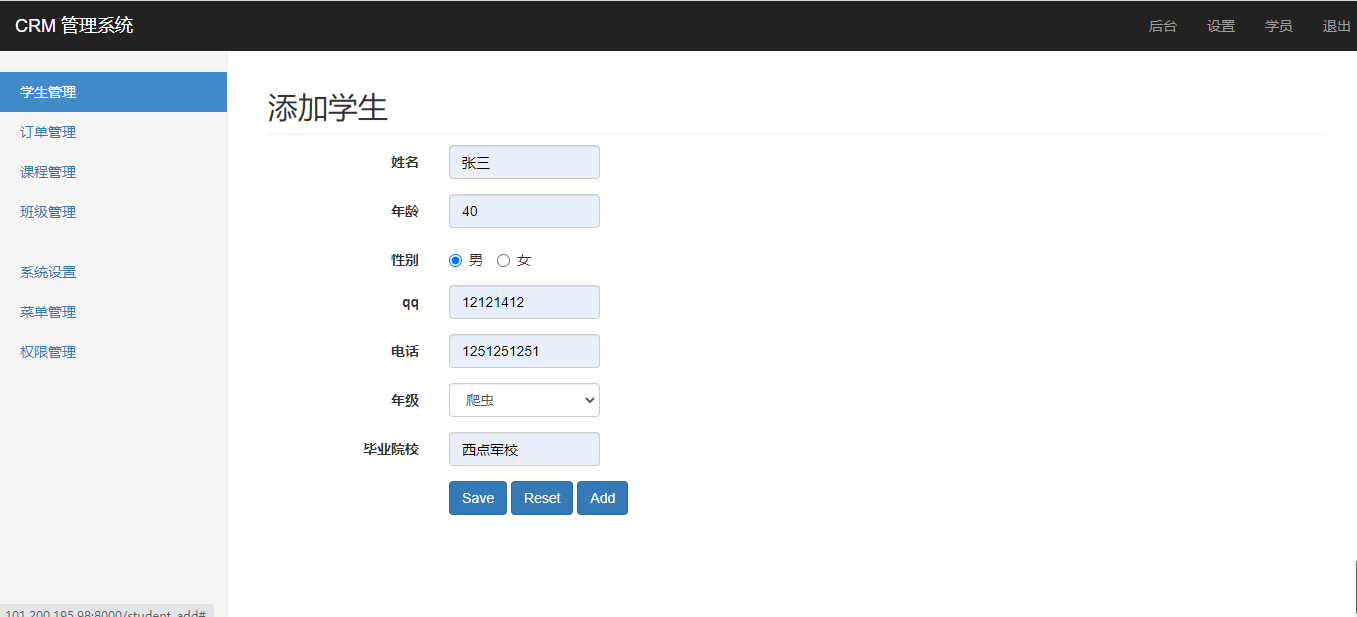 CRM 管理系统
后台 设置 学员 退出
学生管理
订单管理
课程管理
班级管理
系统设置
菜单管理
权限管理
添加学生
姓名 张三
年龄 40
性别 男 女
qq 12121412
电话 1251251251
年级 爬虫
毕业院校 西点军校
Save Reset Add
101.200.195.98:8000/student_add#